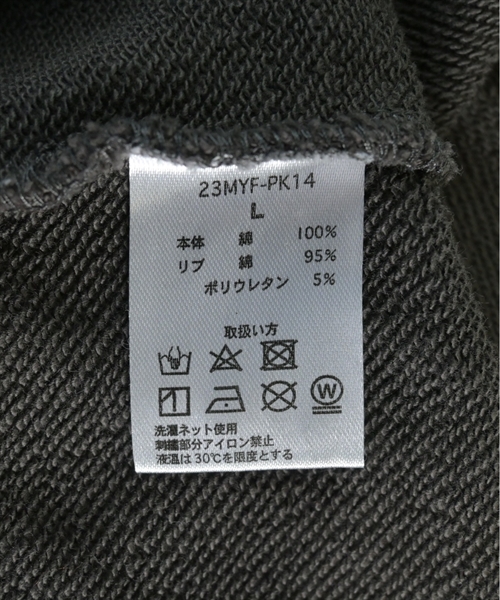 23MYF-PK14
L
本体 綿 100%
リブ 綿 95%
ポリウレタン 5%
取扱い方
W
洗濯ネット使用
刺繍部分アイロン禁止
液温は30℃を限度とする